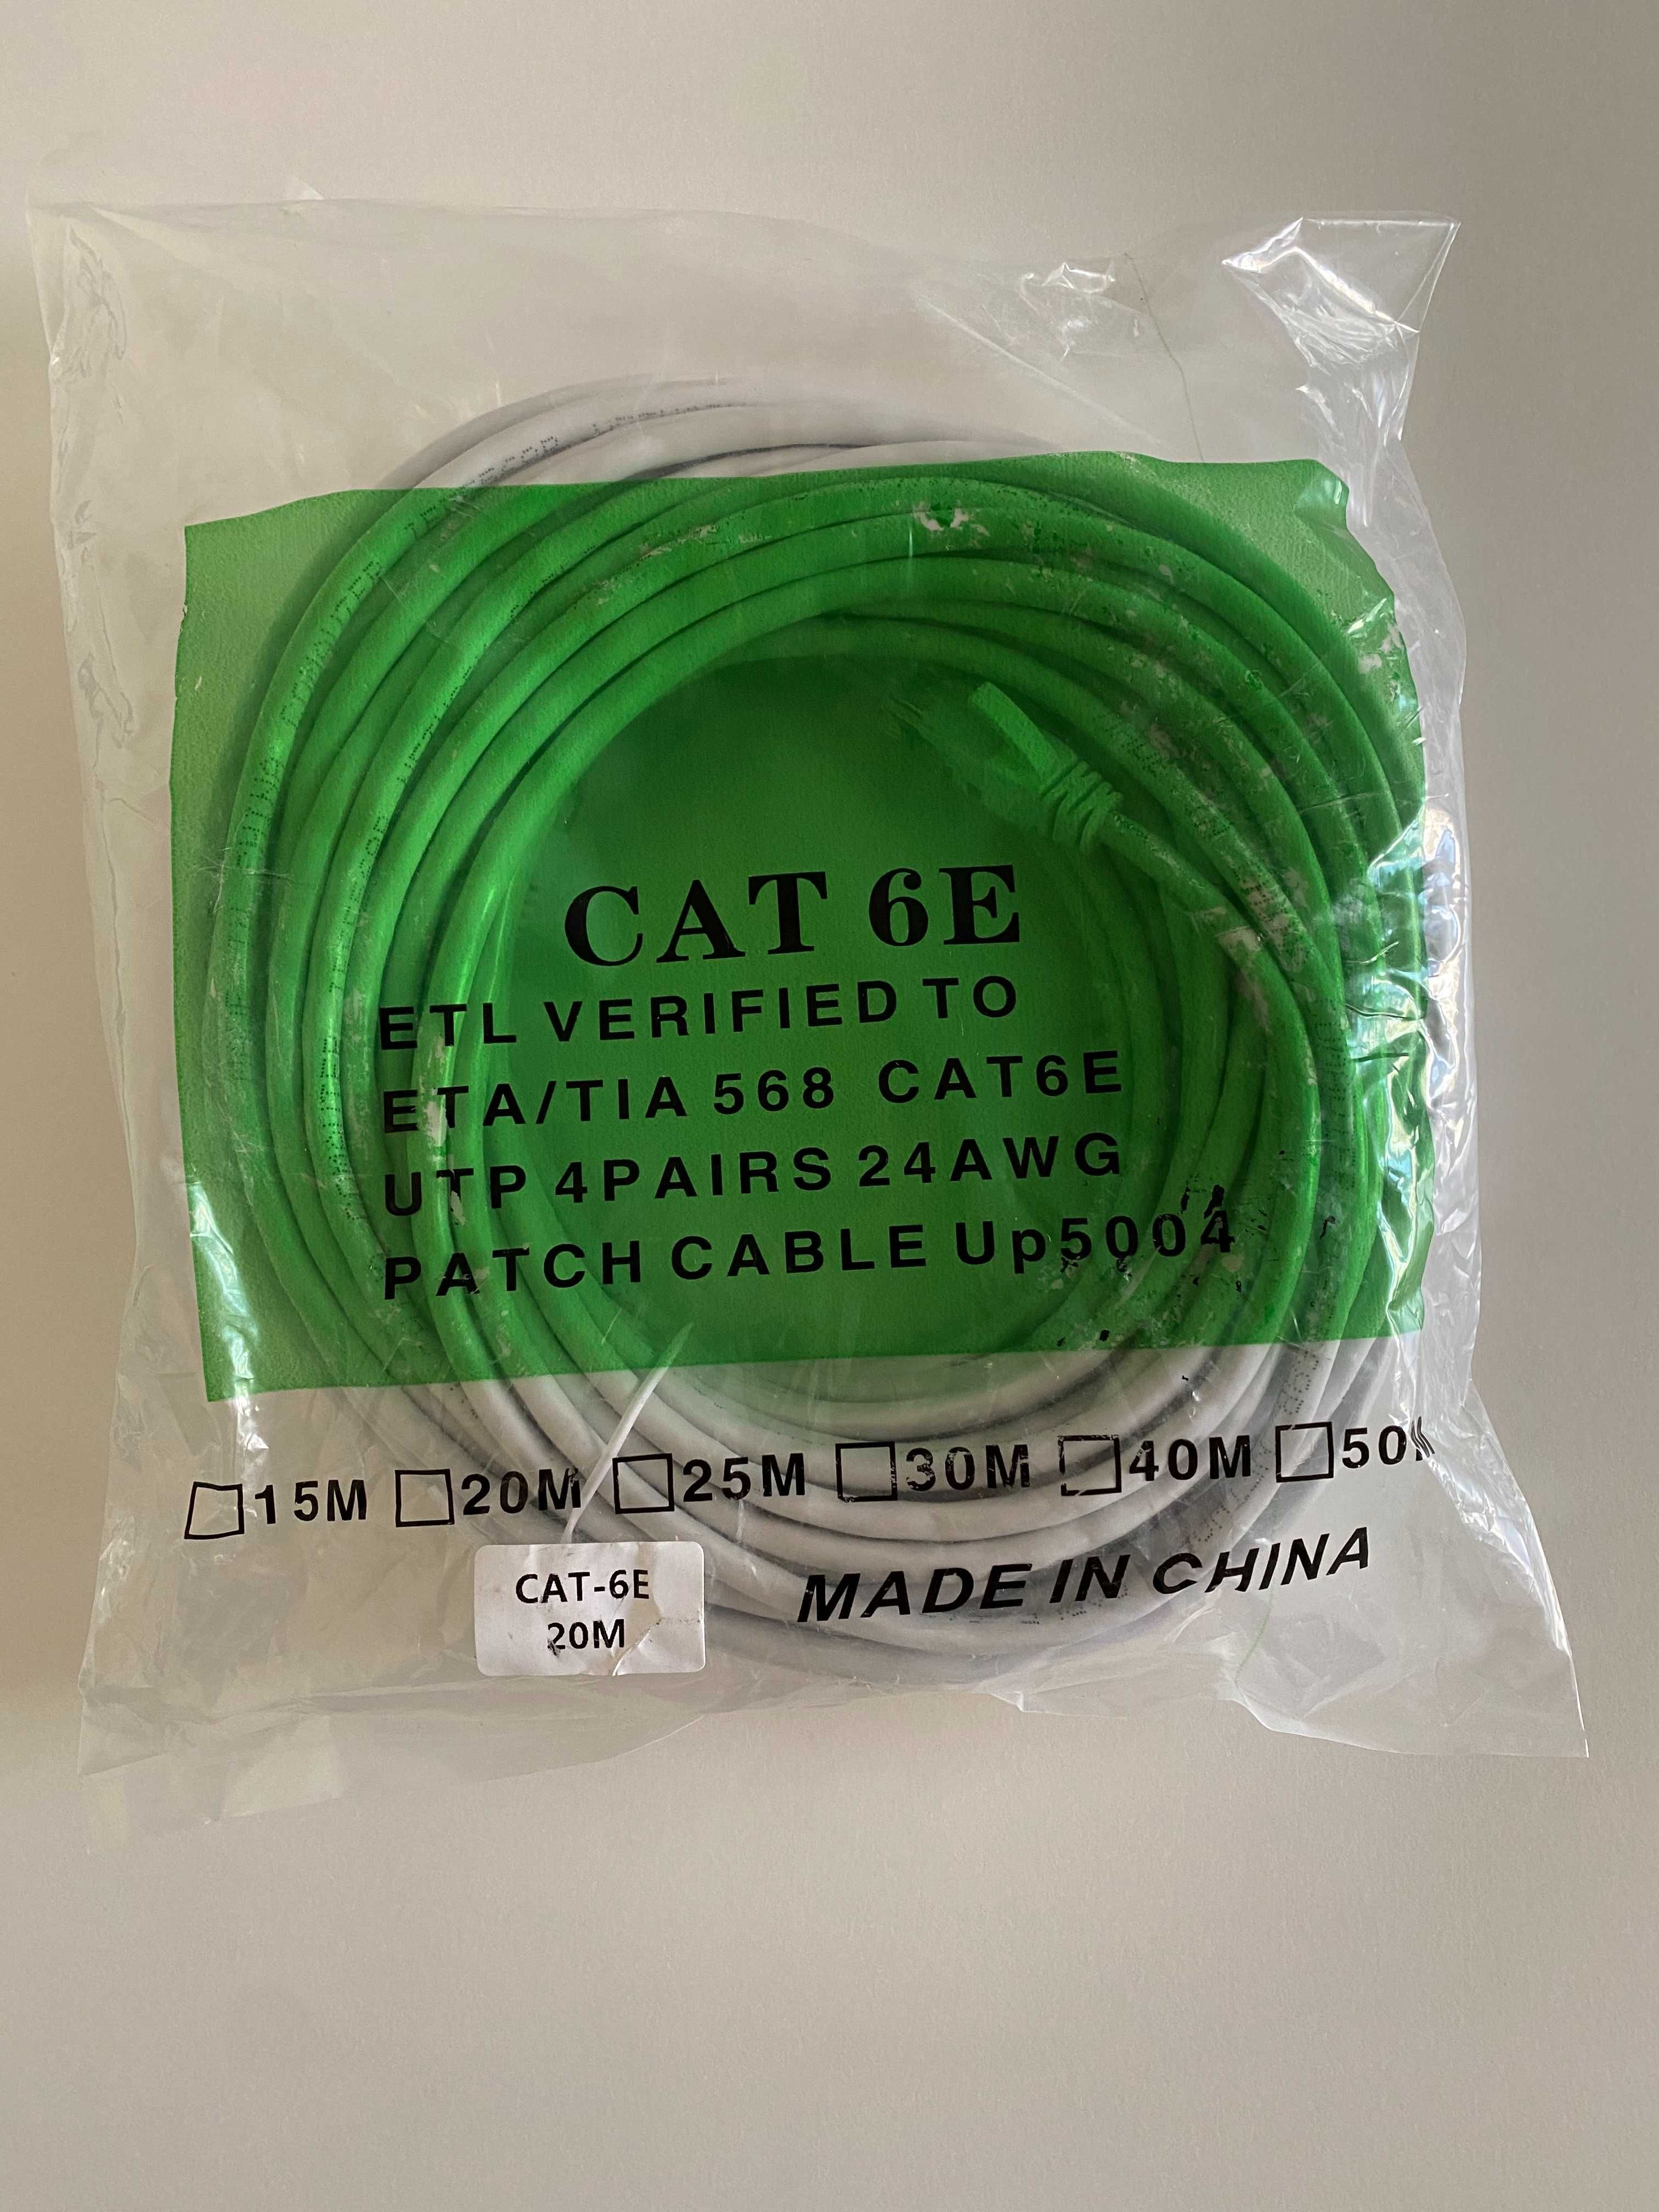 CAT 6E
ETL VERIFIED TO
ETA/TIA 568 CAT6E
UTP 4PAIRS 24AWG
PATCH CABLE Up5004
15M 20M 25M 30M 40M 50M
MADE IN CHINA
CAT-6E
20M